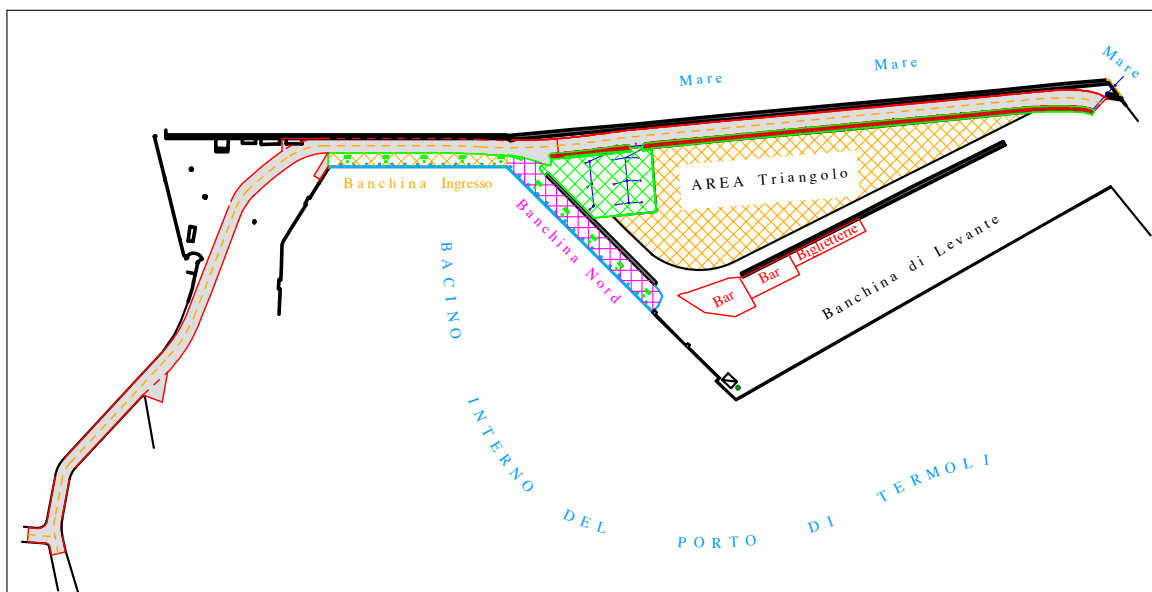 Mare
Mare
Mare
AREA Triangolo
Banchina Ingresso
Banchina Nord
Biglietterie
Bar
Bar
Banchina di Levante
BACINO INTERNO DEL PORTO DI TERMOLI